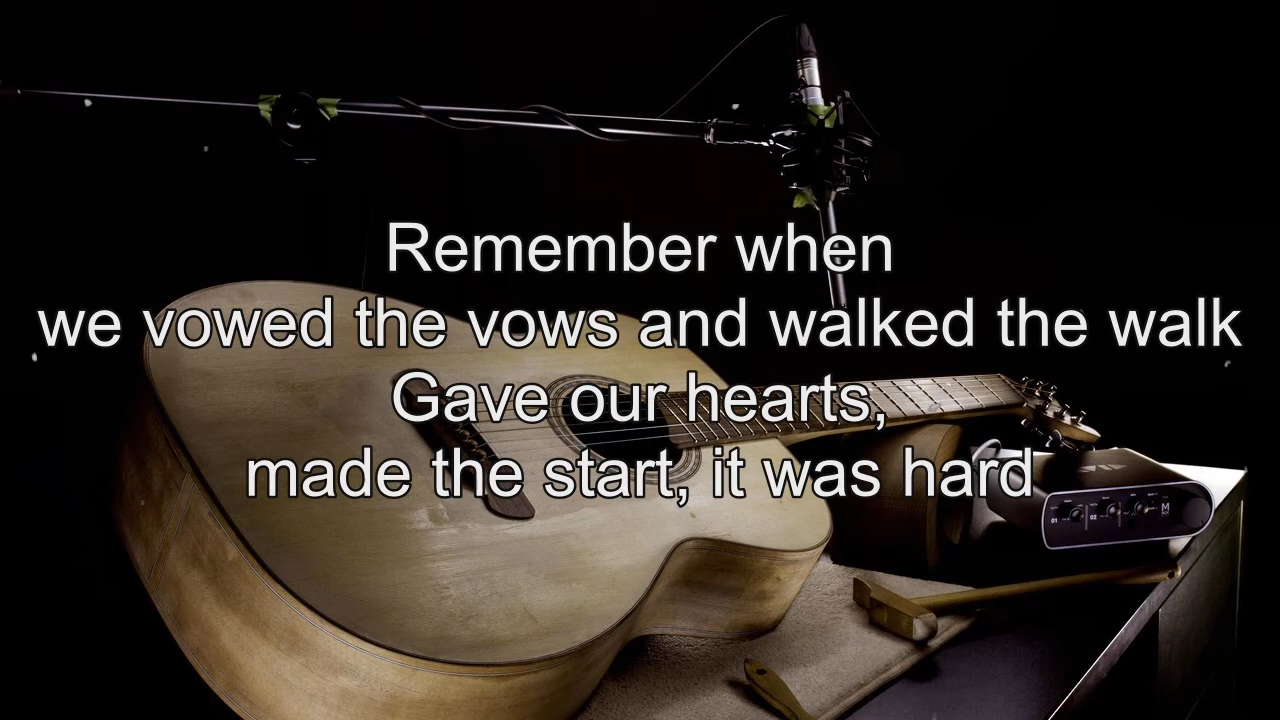 Remember when
we vowed the vows and walked the walk
Gave our hearts,
made the start, it was hard